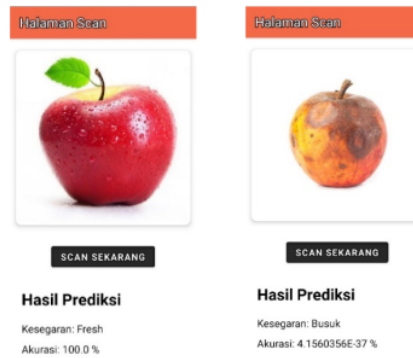 Halaman Scan
SCAN SEKARANG
Hasil Prediksi
Kesegaran: Fresh
Akurasi: 100.0 %
Halaman Scan
SCAN SEKARANG
Hasil Prediksi
Kesegaran: Busuk
Akurasi: 4.1560356E-37 %